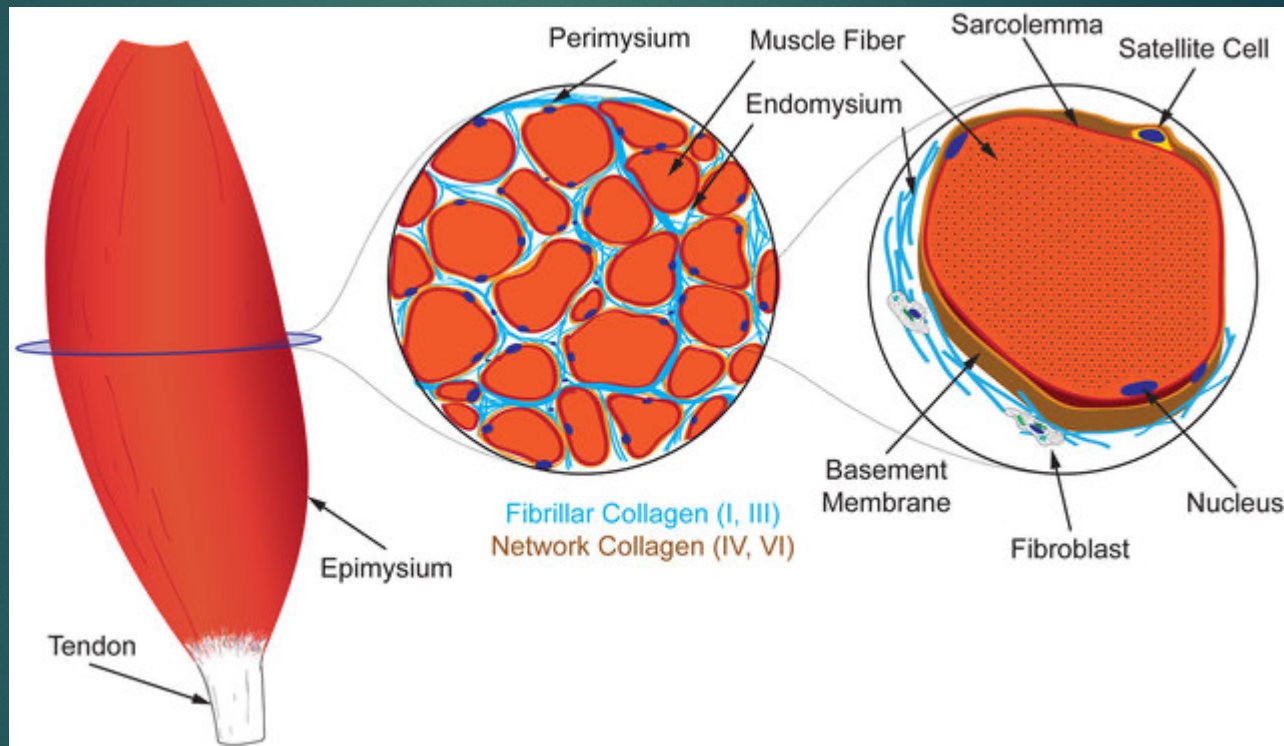 Perimysium
Muscle Fiber
Endomysium
Sarcolemma
Satellite Cell
Basement
Membrane
Nucleus
Fibroblast
Fibrillar Collagen (I, III)
Network Collagen (IV, VI)
Epimysium
Tendon